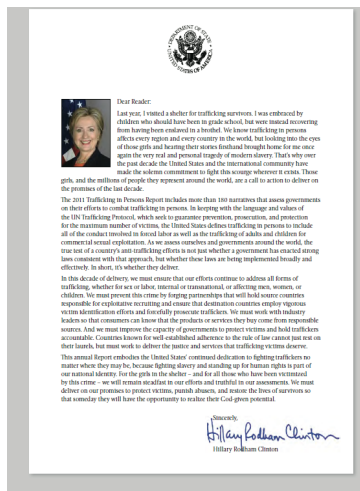 DEPARTMENT OF STATE
UNITED STATES OF AMERICA
Dear Reader:
Last year, I visited a shelter for trafficking survivors. I was embraced by
children who should have been in grade school, but were instead recovering
from having been enslaved in a brothel. We know trafficking in persons
affects every region and every country in the world, but looking into the eyes
of those girls and hearing their stories firsthand brought home for me once
again the very real and personal tragedy of modern slavery. That's why over
the past decade the United States and the international community have
made the solemn commitment to fight this scourge wherever it exists. Those
girls, and the millions of people they represent around the world, are a call to action to deliver on
the promises of the last decade.
The 2011 Trafficking in Persons Report includes more than 180 narratives that assess governments
on their efforts to combat trafficking in persons. In keeping with the language and values of
the UN Trafficking Protocol, which seek to guarantee prevention, prosecution, and protection
for the maximum number of victims, the United States defines trafficking in persons to include
all of the conduct involved in forced labor as well as the trafficking of adults and children for
commercial sexual exploitation. As we assess ourselves and governments around the world, the
true test of a country's anti-trafficking efforts is not just whether a government has enacted strong
laws consistent with that approach, but whether these laws are being implemented broadly and
effectively. In short, it's whether they deliver.
In this decade of delivery, we must ensure that our efforts continue to address all forms of
trafficking, whether for sex or labor, internal or transnational, or affecting men, women, or
children. We must prevent this crime by forging partnerships that will hold source countries
responsible for exploitative recruiting and ensure that destination countries employ vigorous
victim identification efforts and forcefully prosecute traffickers. We must work with industry
leaders so that consumers can know that the products or services they buy come from responsible
sources. And we must improve the capacity of governments to protect victims and hold traffickers
accountable. Countries known for well-established adherence to the rule of law cannot just rest on
their laurels, but must work to deliver the justice and services that trafficking victims deserve.
This annual Report embodies the United States' continued dedication to fighting traffickers no
matter where they may be, because fighting slavery and standing up for human rights is part of
our national identity. For the girls in the shelter – and for all those who have been victimized
by this crime – we will remain steadfast in our efforts and truthful in our assessments. We must
deliver on our promises to protect victims, punish abusers, and restore the lives of survivors so
that someday they will have the opportunity to realize their God-given potential.
Sincerely,
Hillary Rodham Clinton
Hillary Rodham Clinton